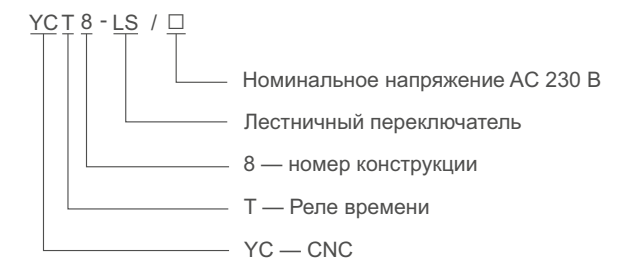 YCT8-LS / □
Номинальное напряжение AC 230 В
Лестничный переключатель
8 — номер конструкции
T — Реле времени
YC — CNC